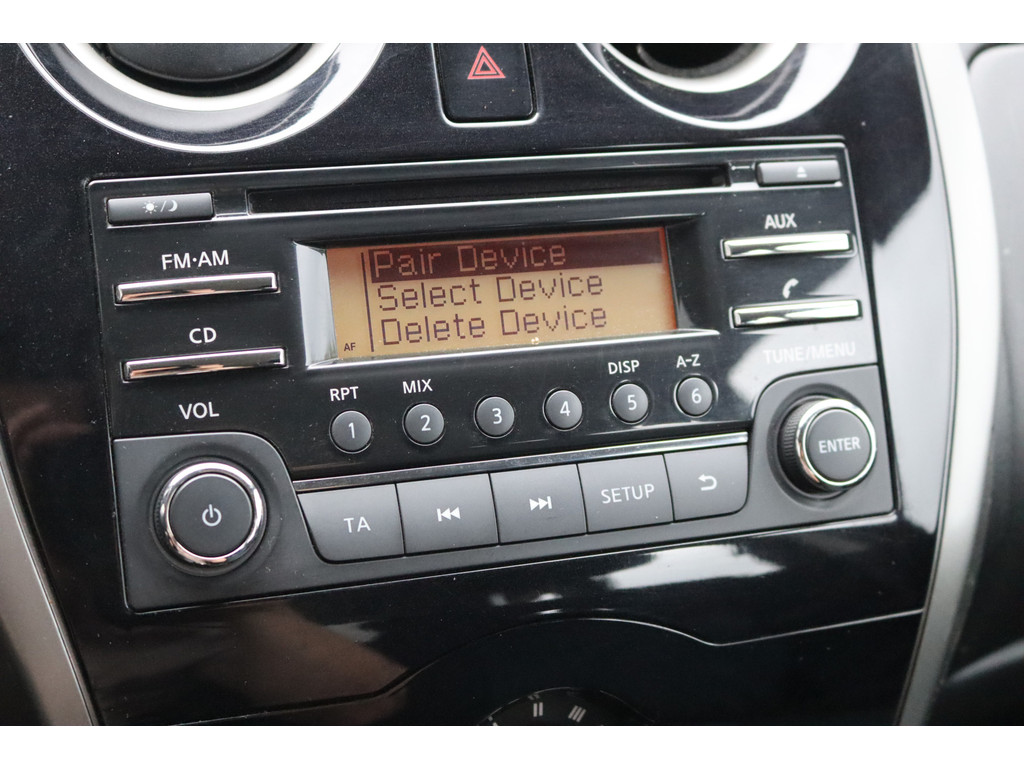 AUX
FM·AM
Pair Device
Select Device
Delete Device
AF
CD
TUNE/MENU
RPT
MIX
DISP
A-Z
1
2
3
4
5
6
VOL
ENTER
TA
SETUP